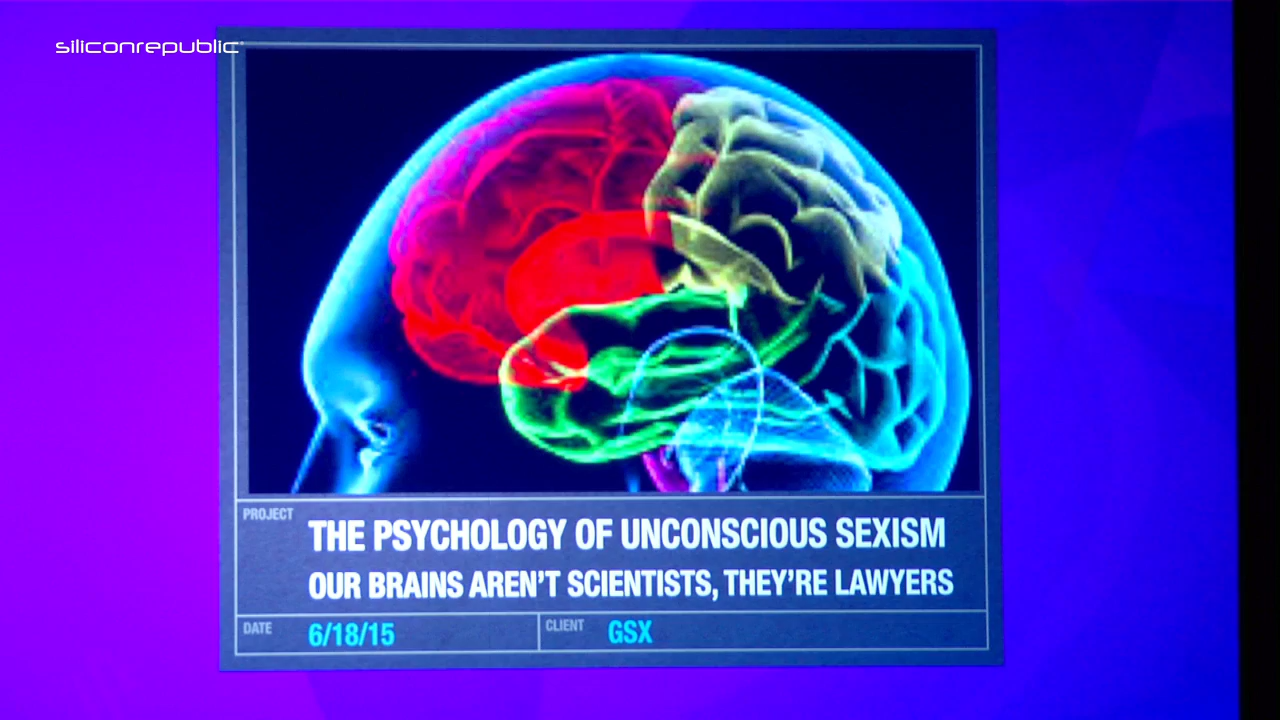 siliconrepublic
PROJECT
THE PSYCHOLOGY OF UNCONSCIOUS SEXISM
OUR BRAINS AREN'T SCIENTISTS, THEY'RE LAWYERS
DATE
6/18/15
CLIENT
GSX